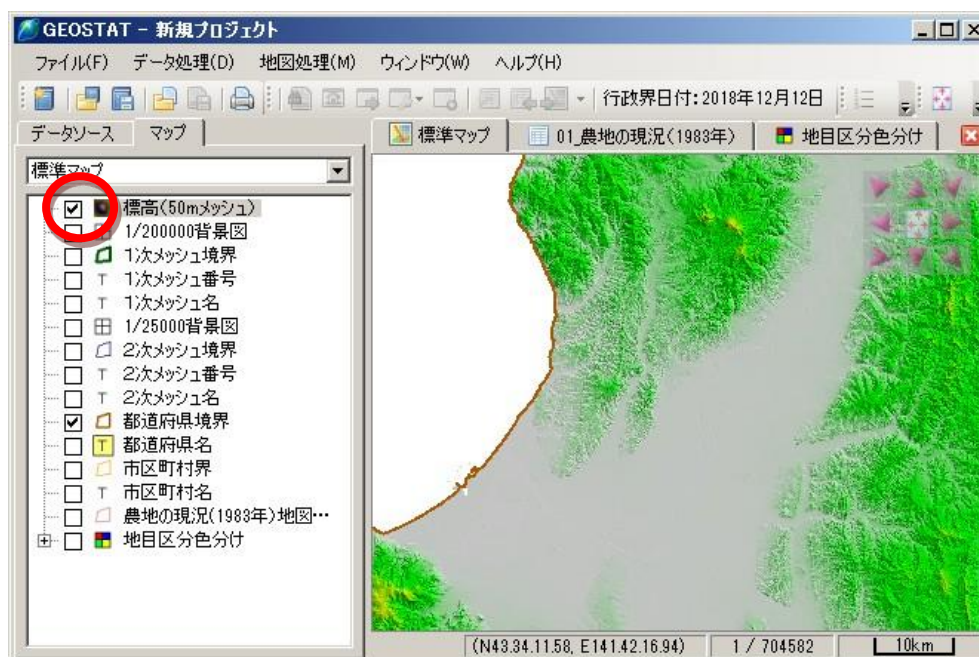 GEOSTAT - 新規プロジェクト
ファイル(F) データ処理(D) 地図処理(M) ウィンドウ(W) ヘルプ(H)
行政界日付:2018年12月12日
データソース マップ 標準マップ 01_農地の現況(1983年) 地目区分色分け
標準マップ
標高(50mメッシュ)
1/200000背景図
1次メッシュ境界
1次メッシュ番号
1次メッシュ名
1/25000背景図
2次メッシュ境界
2次メッシュ番号
2次メッシュ名
都道府県境界
都道府県名
市区町村界
市区町村名
農地の現況(1983年)地図…
地目区分色分け
(N43.34.11.58, E141.42.16.94) 1 / 704582 10km